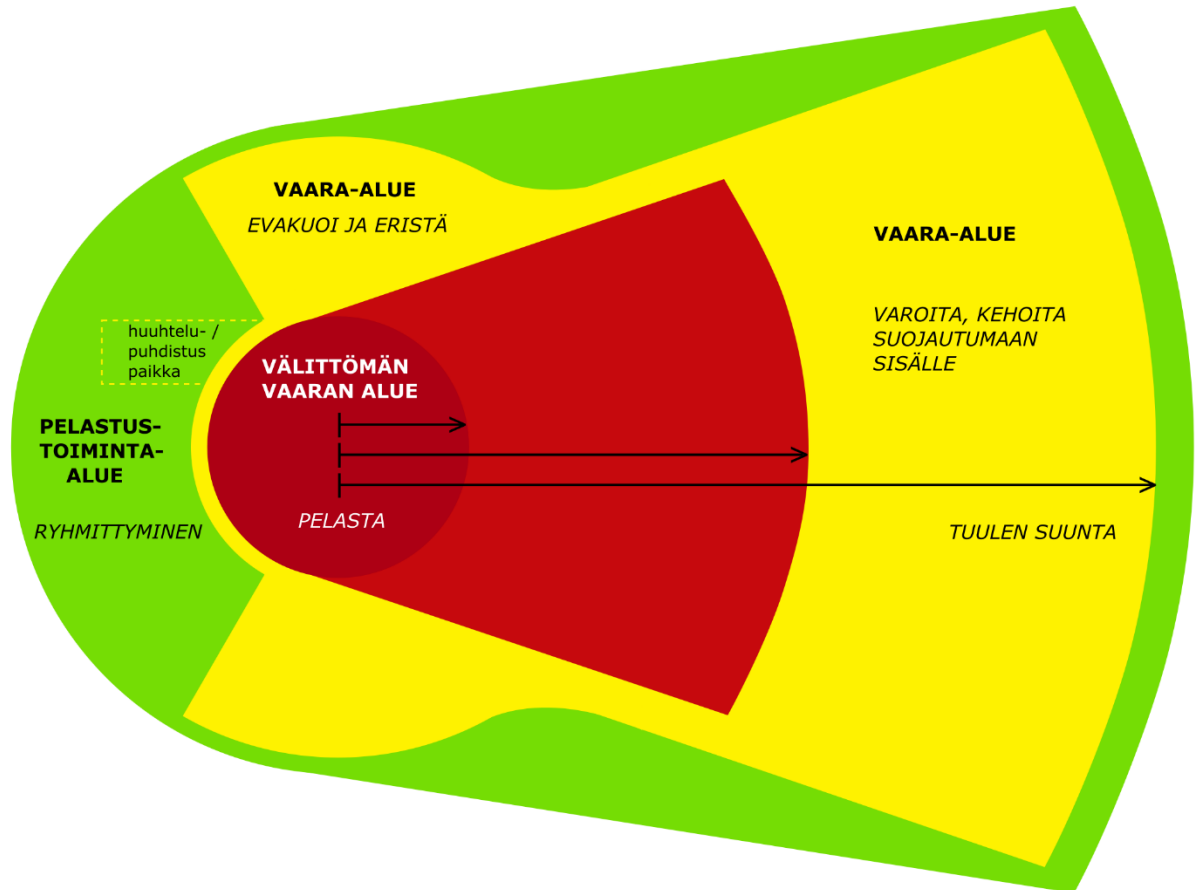 VAARA-ALUE
EVAKUOI JA ERISTÄ
VAARA-ALUE
VAROITA, KEHOITA
SUOJAUTUMAAN
SISÄLLE
huuhtelu- /
puhdistus
paikka
VÄLITTÖMÄN
VAARAN ALUE
PELASTUS-
TOIMINTA-
ALUE
PELASTA
RYHMITTYMINEN
TUULEN SUUNTA